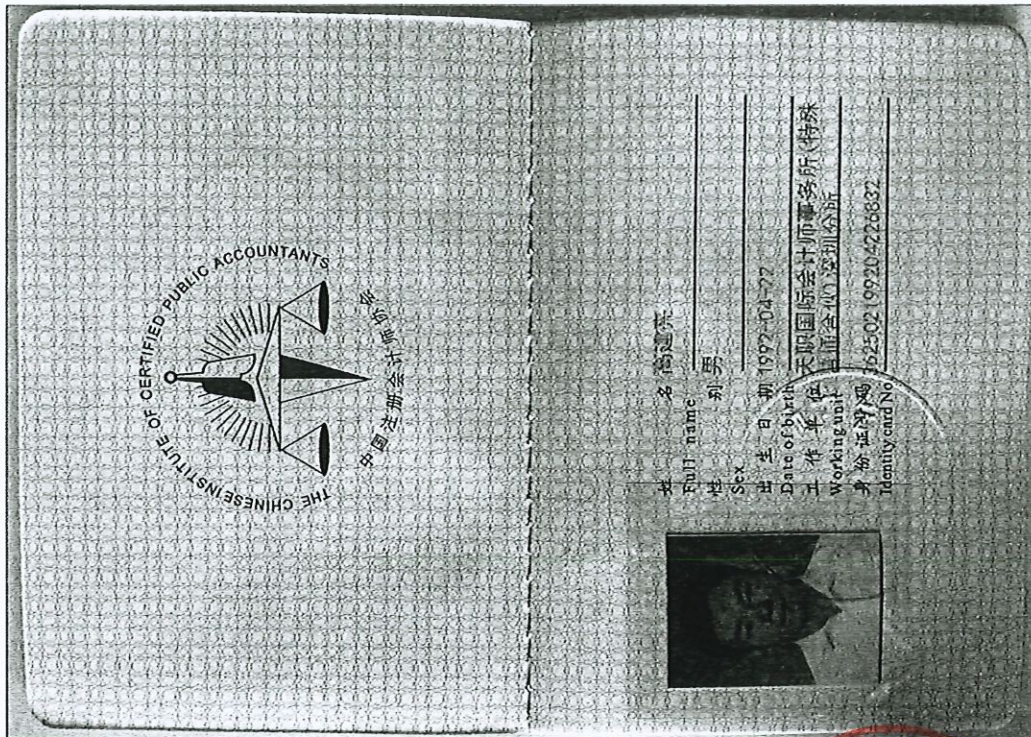 THE CHINESE INSTITUTE OF CERTIFIED PUBLIC ACCOUNTANTS
中国注册会计师协会
姓 名 高建亮
Full name
性 别 男
Sex
出生日期 1992-04-22
Date of birth
工作单位 天职国际会计师事务所(特殊
Working unit 普通合伙)深圳分所
身份证号码
Identity card No